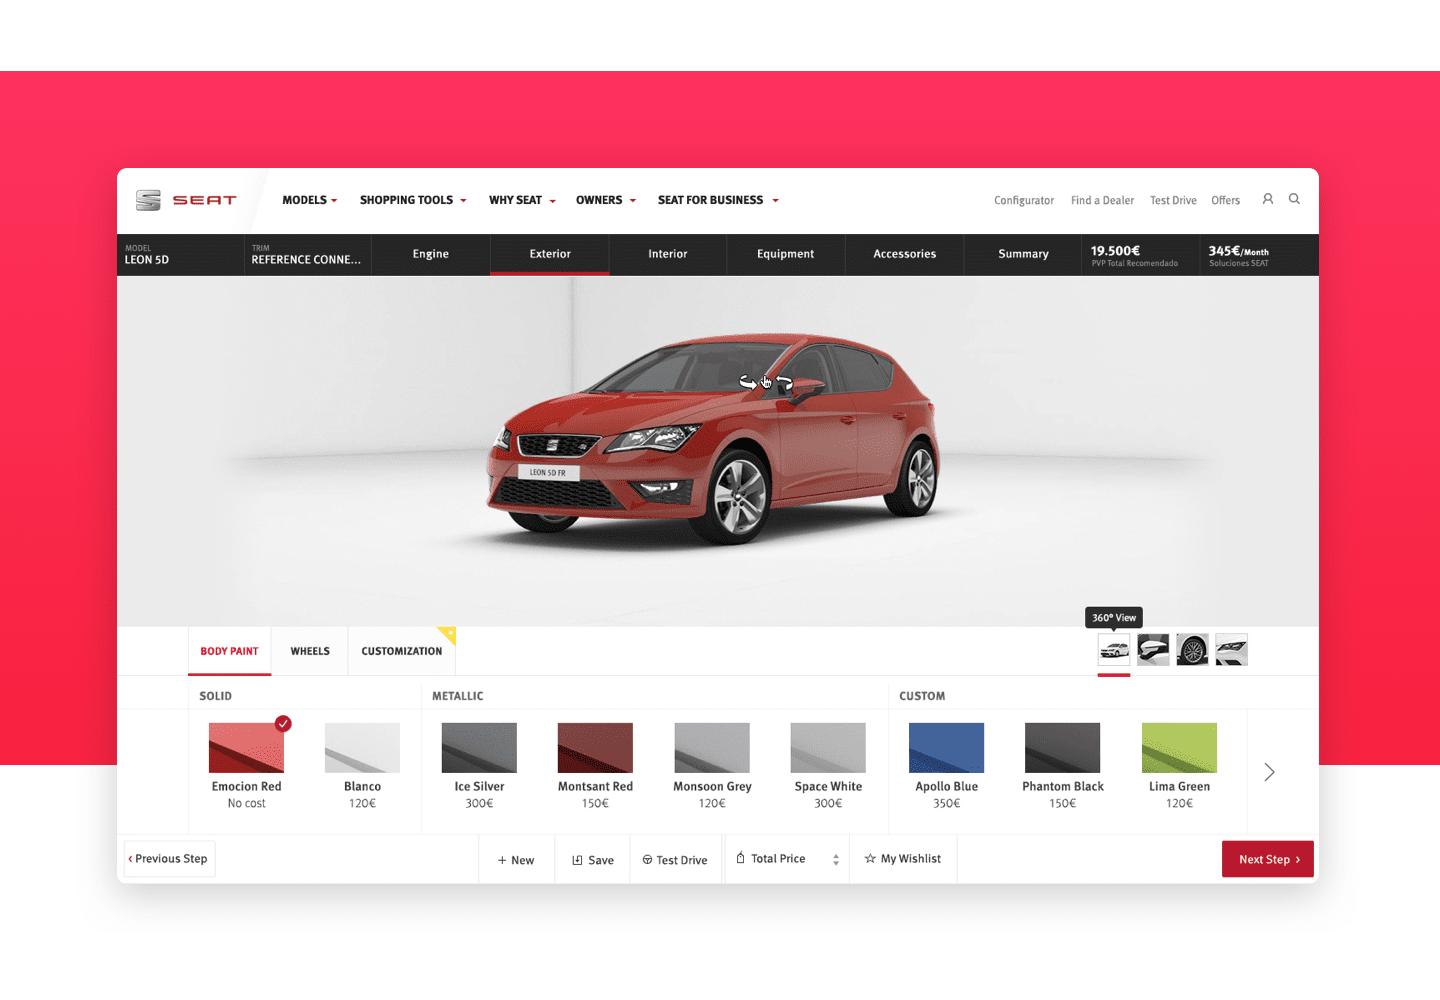 SEAT
MODELS
SHOPPING TOOLS
WHY SEAT
OWNERS
SEAT FOR BUSINESS
Configurator
Find a Dealer
Test Drive
Offers
MODEL
LEON 5D
TRIM
REFERENCE CONNE...
Engine
Exterior
Interior
Equipment
Accessories
Summary
19.500€
PVP Total Recomendado
345€/Month
Soluciones SEAT
LEON 5D FR
360° View
BODY PAINT
WHEELS
CUSTOMIZATION
SOLID
METALLIC
CUSTOM
Emocion Red
No cost
Blanco
120€
Ice Silver
300€
Montsant Red
150€
Monsoon Grey
120€
Space White
300€
Apollo Blue
350€
Phantom Black
150€
Lima Green
120€
‹ Previous Step
+ New
Save
Test Drive
Total Price
My Wishlist
Next Step ›